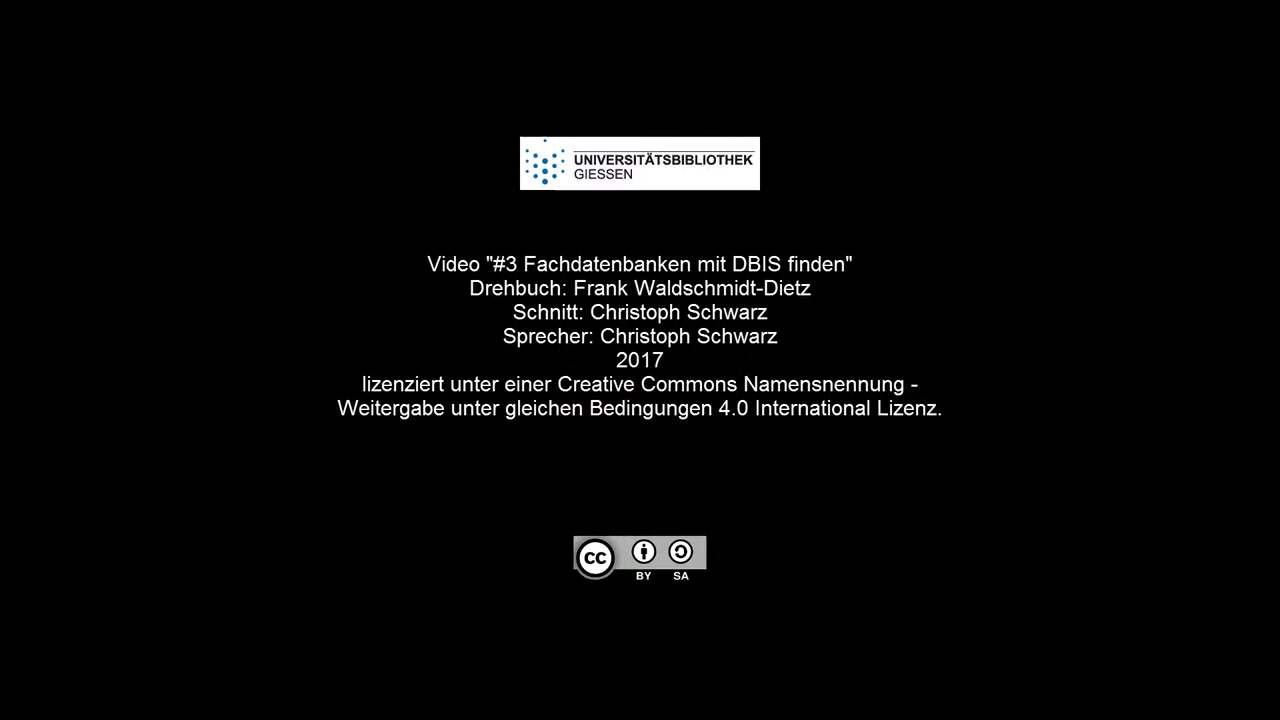 UNIVERSITÄTSBIBLIOTHEK
GIESSEN
Video "#3 Fachdatenbanken mit DBIS finden"
Drehbuch: Frank Waldschmidt-Dietz
Schnitt: Christoph Schwarz
Sprecher: Christoph Schwarz
2017
lizenziert unter einer Creative Commons Namensnennung -
Weitergabe unter gleichen Bedingungen 4.0 International Lizenz.
cc
BY SA